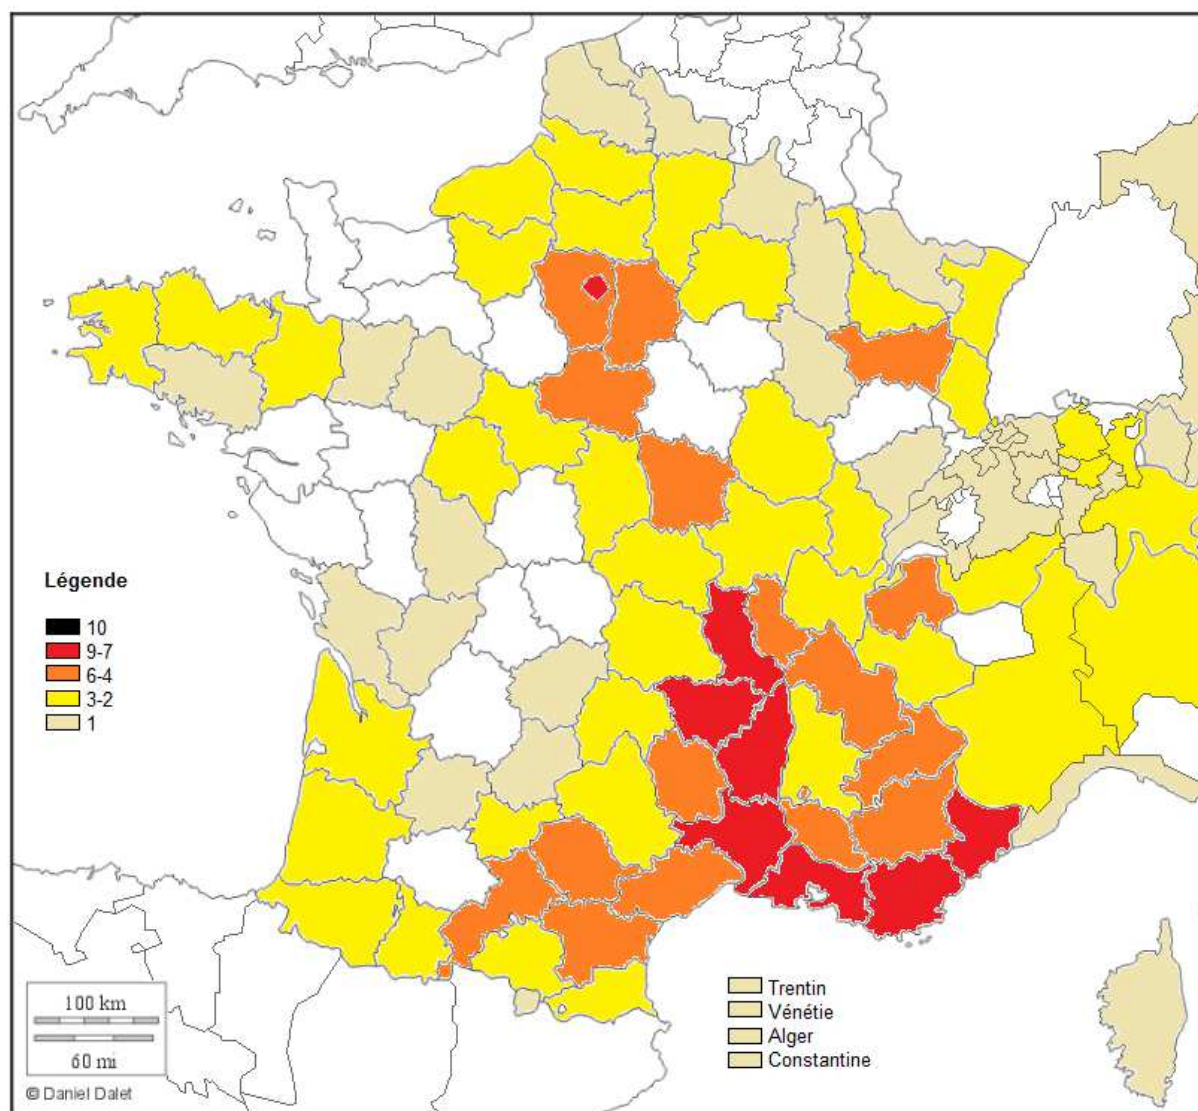 Légende
10
9-7
6-4
3-2
1
100 km
60 mi
© Daniel Dalet
Trentin
Vénétie
Alger
Constantine